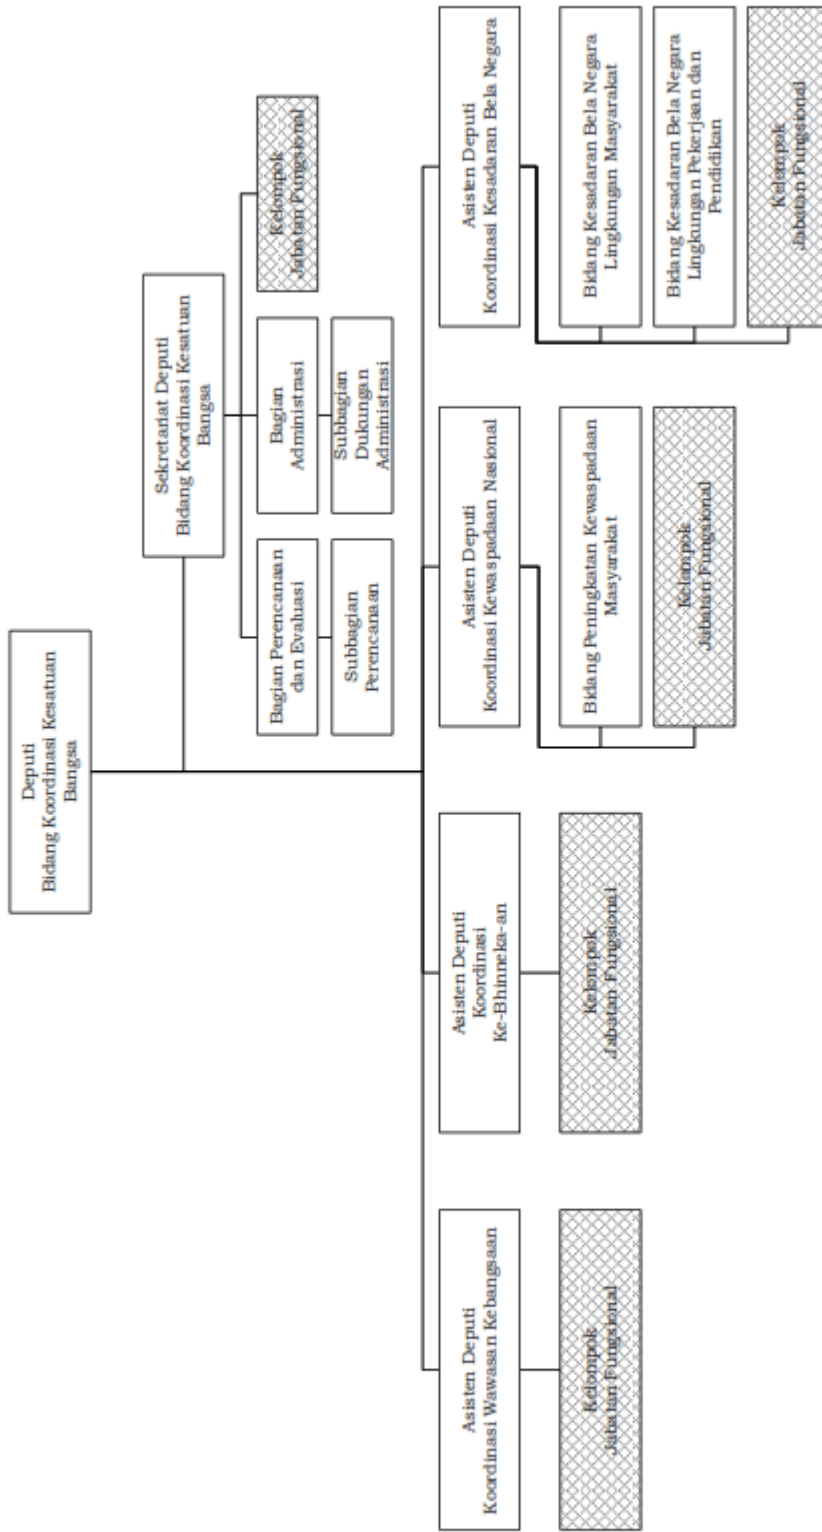 Deputi
Bidang Koordinasi Kesatuan
Bangsa
Sekretariat Deputi
Bidang Koordinasi Kesatuan
Bangsa
Bagian Perencanaan
dan Evaluasi
Bagian
Administrasi
Kelompok
Jabatan Fungsional
Subbagian
Perencanaan
Subbagian
Dukungan
Administrasi
Asisten Deputi
Koordinasi Wawasan Kebangsaan
Asisten Deputi
Koordinasi
Ke-Bhinneka-an
Asisten Deputi
Koordinasi Kewaspadaan Nasional
Asisten Deputi
Koordinasi Kesadaran Bela Negara
Kelompok
Jabatan Fungsional
Kelompok
Jabatan Fungsional
Bidang Peningkatan Kewaspadaan
Masyarakat
Kelompok
Jabatan Fungsional
Bidang Kesadaran Bela Negara
Lingkungan Masyarakat
Bidang Kesadaran Bela Negara
Lingkungan Pekerjaan dan
Pendidikan
Kelompok
Jabatan Fungsional